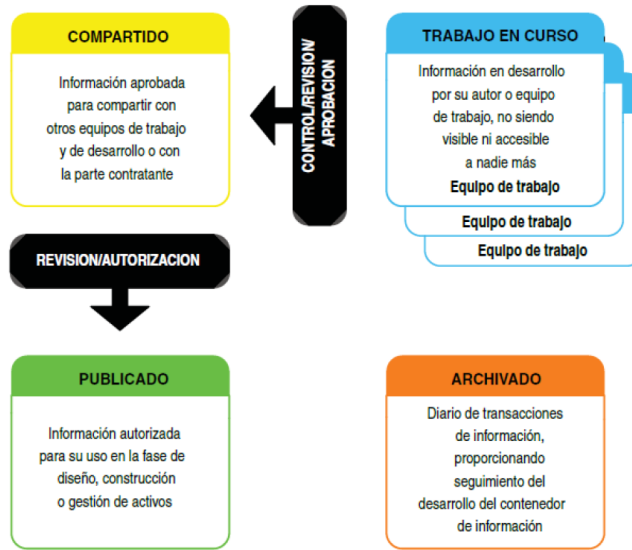 COMPARTIDO
Información aprobada
para compartir con
otros equipos de trabajo
y de desarrollo o con
la parte contratante
CONTROL/REVISION/
APROBACION
TRABAJO EN CURSO
Información en desarrollo
por su autor o equipo
de trabajo, no siendo
visible ni accesible
a nadie más
Equipo de trabajo
Equipo de trabajo
Equipo de trabajo
REVISION/AUTORIZACION
PUBLICADO
Información autorizada
para su uso en la fase de
diseño, construcción
o gestión de activos
ARCHIVADO
Diario de transacciones
de información,
proporcionando
seguimiento del
desarrollo del contenedor
de información